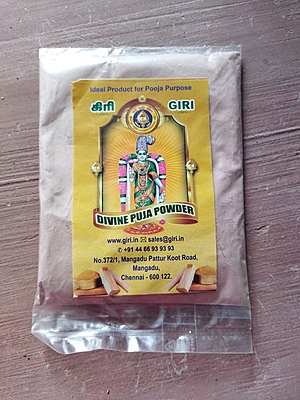 Ideal Product for Pooja Purpose
கிரி GIRI
DIVINE PUJA POWDER
www.giri.in ✉ sales@giri.in
✆ +91 44 66 93 93 93
No.372/1, Mangadu Pattur Koot Road,
Mangadu,
Chennai - 600 122.